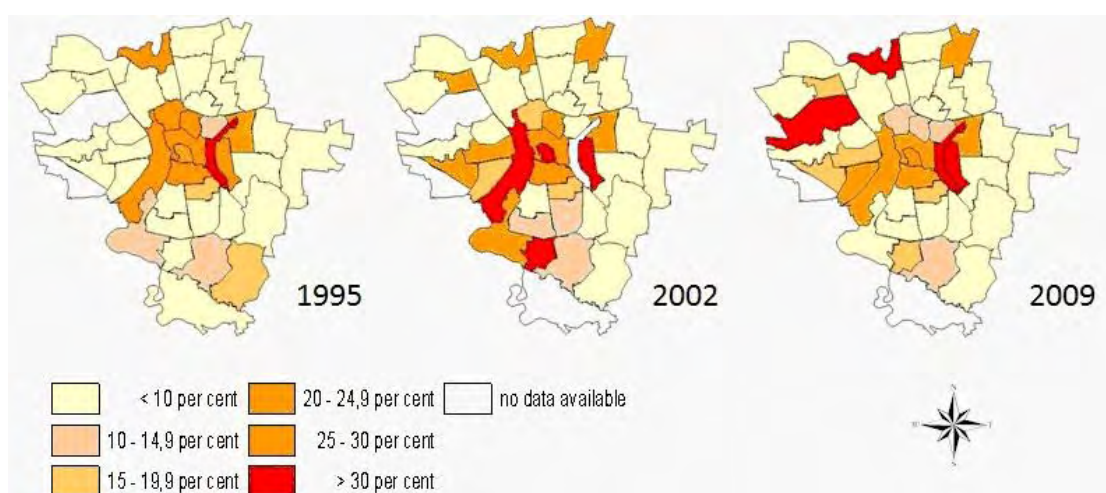 1995
2002
2009
< 10 per cent
20 - 24,9 per cent
no data available
10 - 14,9 per cent
25 - 30 per cent
15 - 19,9 per cent
> 30 per cent